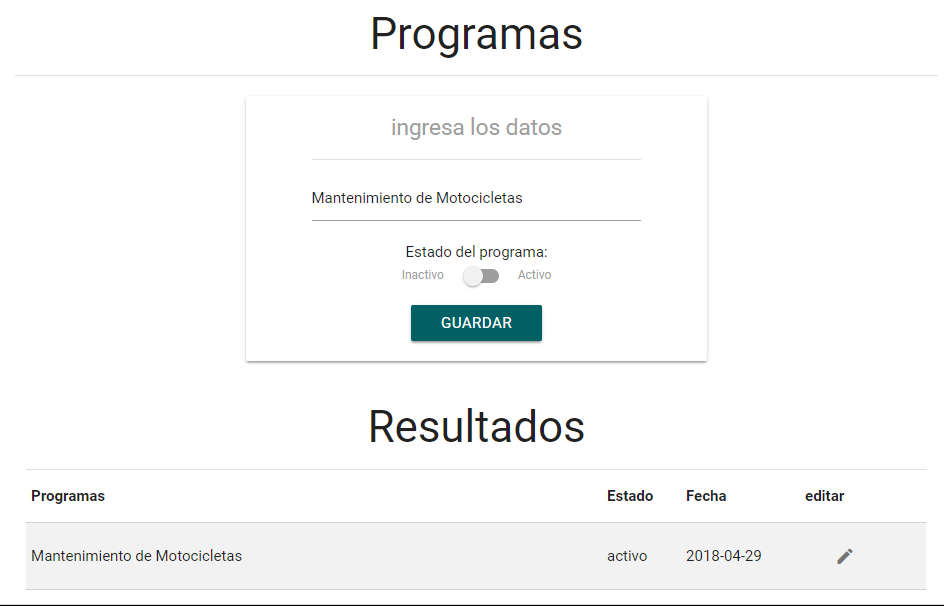 Programas
ingresa los datos
Mantenimiento de Motocicletas
Estado del programa:
Inactivo Activo
GUARDAR
Resultados
Programas Estado Fecha editar
Mantenimiento de Motocicletas activo 2018-04-29